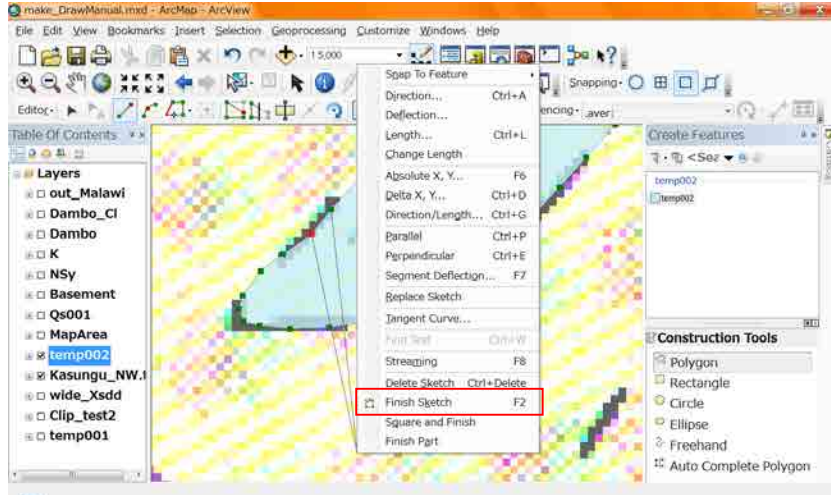 make_DrawManual.mxd - ArcMap - ArcView
File Edit View Bookmarks Insert Selection Geoprocessing Customize Windows Help
Snapping
Editor
Table Of Contents
Layers
out_Malawi
Dambo_Cl
Dambo
K
NSy
Basement
Qs001
MapArea
temp002
Kasungu_NW.
wide_Xsdd
Clip_test2
temp001
Snap To Feature
Direction... Ctrl+A
Deflection...
Length... Ctrl+L
Change Length
Absolute X, Y... F6
Delta X, Y... Ctrl+D
Direction/Length... Ctrl+G
Parallel Ctrl+P
Perpendicular Ctrl+E
Segment Deflection... F7
Replace Sketch
Tangent Curve...
Streaming F8
Delete Sketch Ctrl+Delete
Finish Sketch F2
Square and Finish
Finish Part
Create Features
temp002
temp002
Construction Tools
Polygon
Rectangle
Circle
Ellipse
Freehand
Auto Complete Polygon